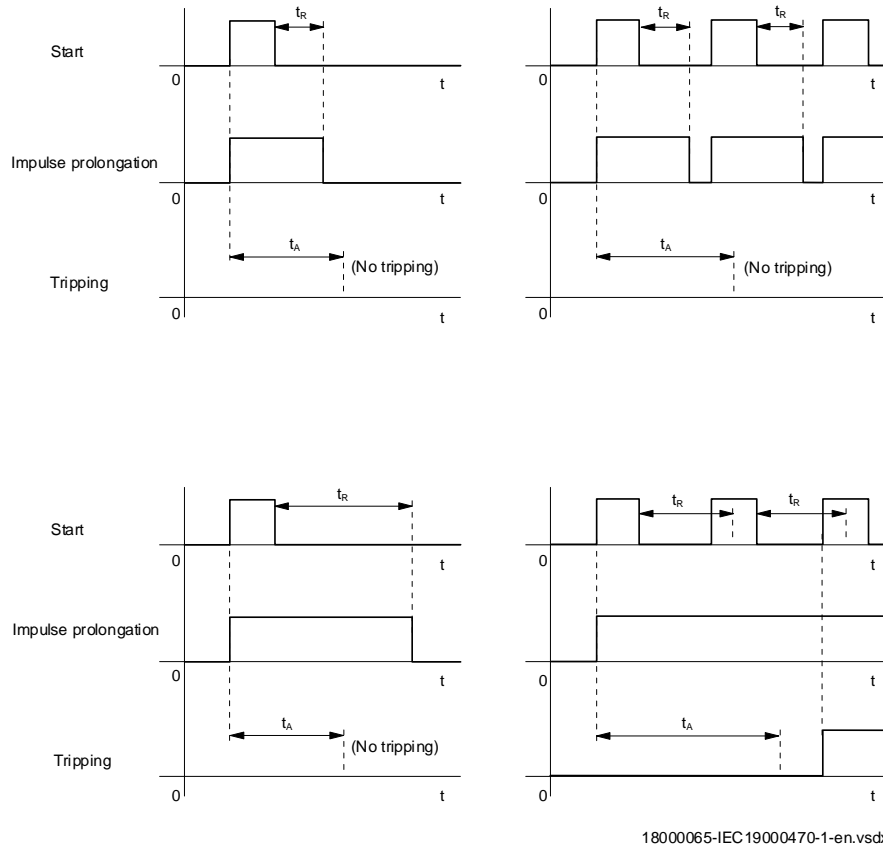 tR
Start
0
t
Impulse prolongation
0
t
tA
(No tripping)
Tripping
0
t
tR
tR
0
t
0
t
tA
(No tripping)
0
t
tR
Start
0
t
Impulse prolongation
0
t
tA
(No tripping)
Tripping
0
t
tR
tR
0
t
0
t
tA
0
t
18000065-IEC19000470-1-en.vsdx